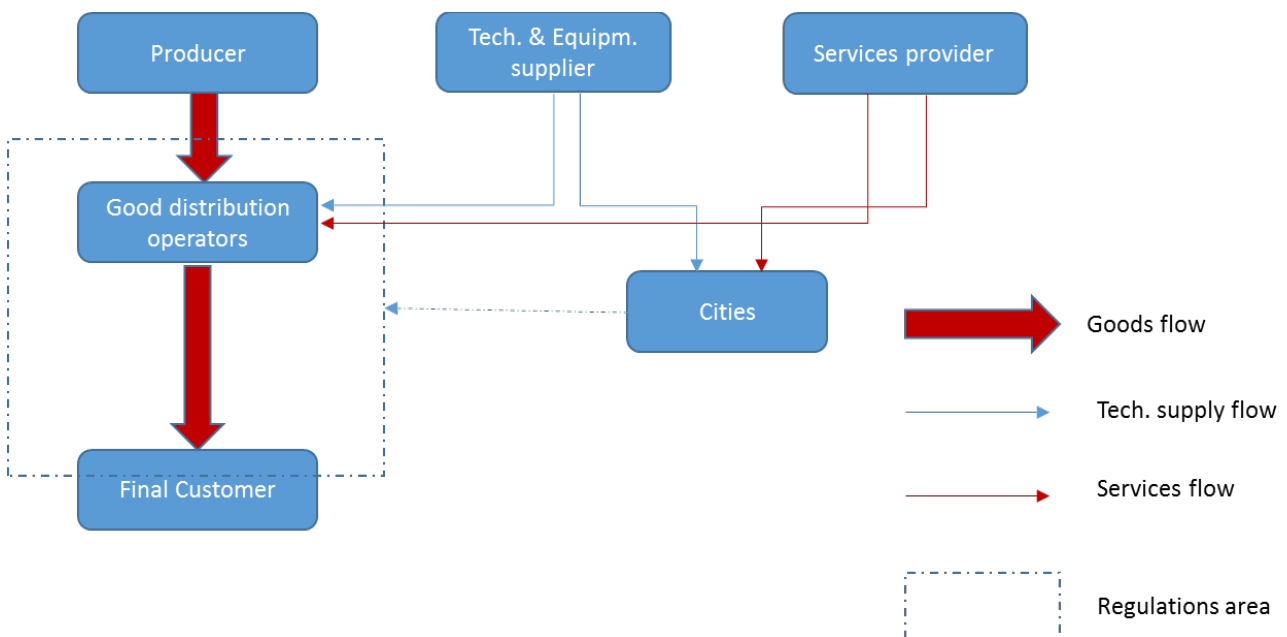 Producer
Tech. & Equipm.
supplier
Services provider
Good distribution
operators
Cities
Final Customer
Goods flow
Tech. supply flow
Services flow
Regulations area